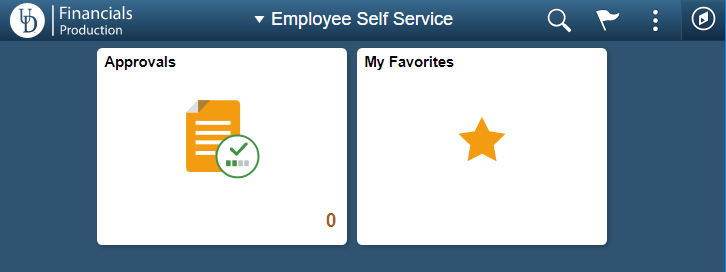 UD
Financials
Production
Employee Self Service
Approvals
My Favorites
0